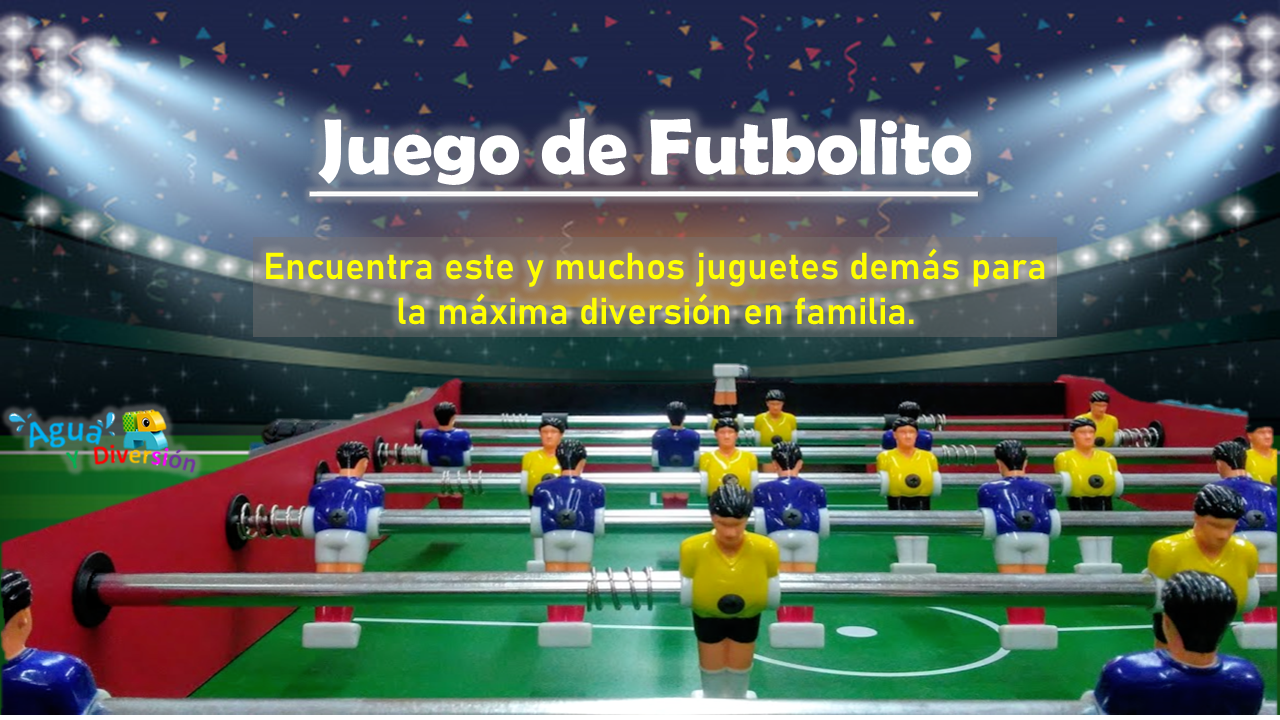 Juego de Futbolito
Encuentra este y muchos juguetes demás para
la máxima diversión en familia.
Agua
y Diversión